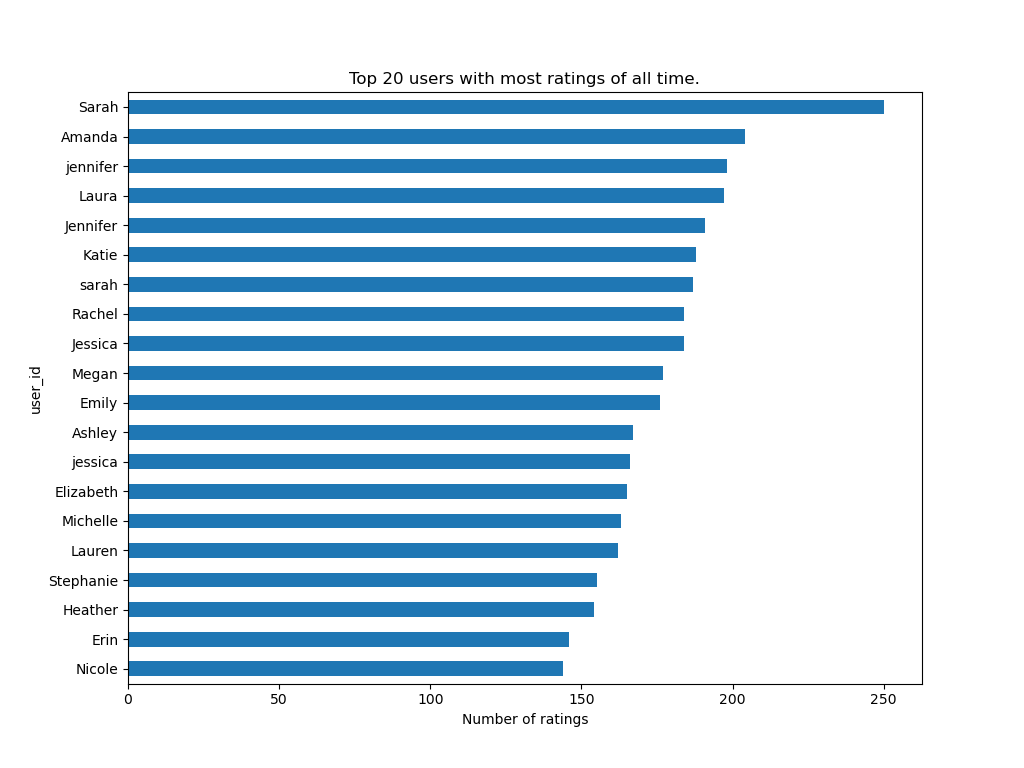 Top 20 users with most ratings of all time.
Sarah
Amanda
jennifer
Laura
Jennifer
Katie
sarah
Rachel
Jessica
Megan
Emily
Ashley
jessica
Elizabeth
Michelle
Lauren
Stephanie
Heather
Erin
Nicole
user_id
0 50 100 150 200 250
Number of ratings